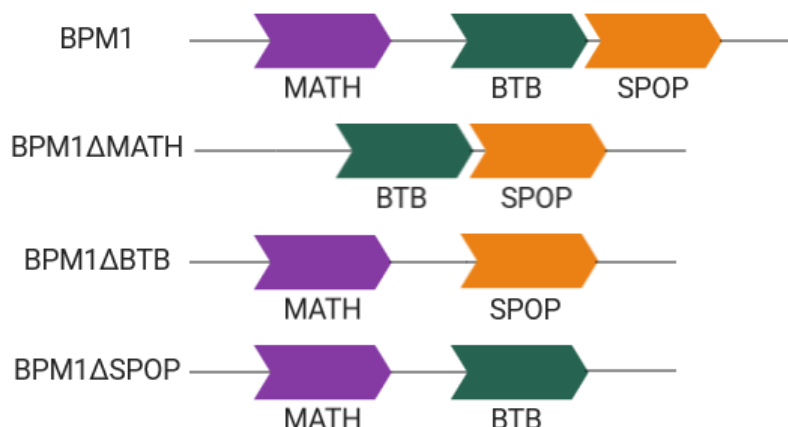 BPM1
MATH BTB SPOP
BPM1ΔMATH
BTB SPOP
BPM1ΔBTB
MATH SPOP
BPM1ΔSPOP
MATH BTB